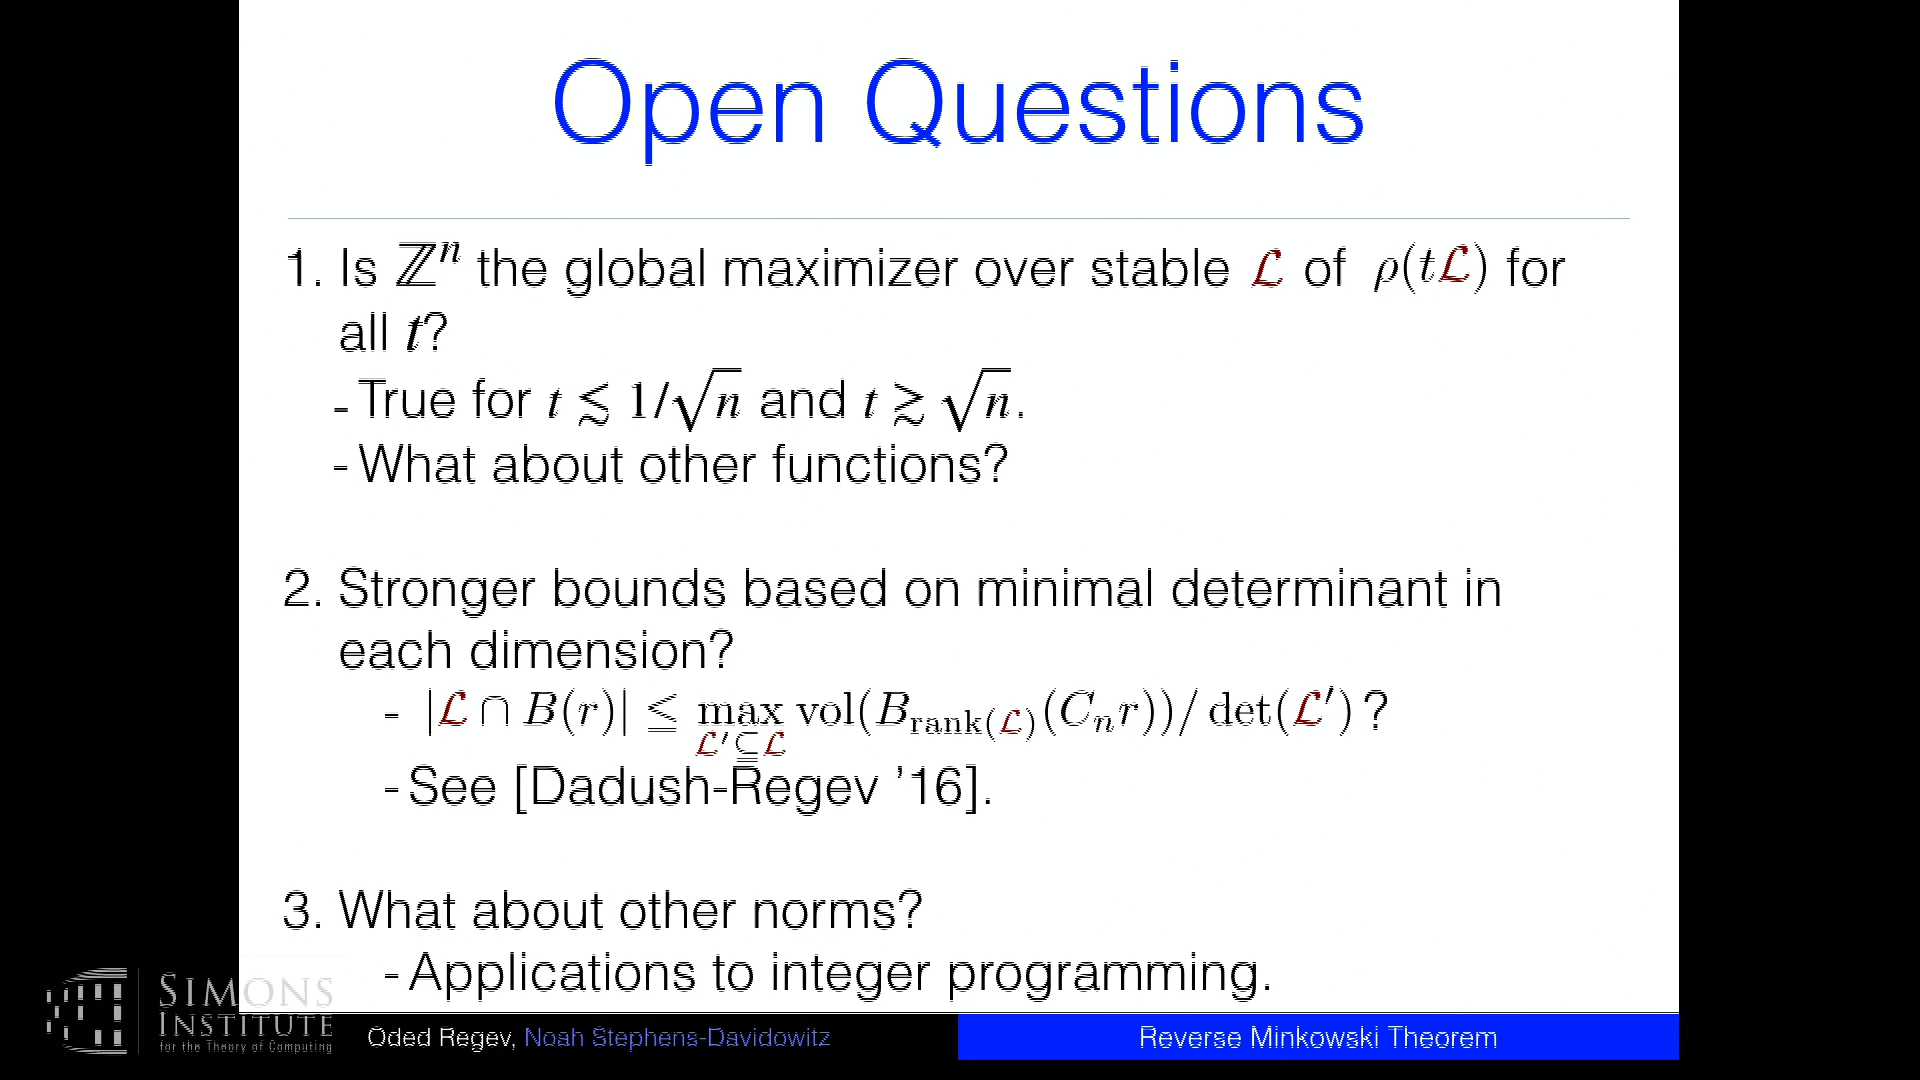 Open Questions
1. Is ℤⁿ the global maximizer over stable ℒ of ρ(tℒ) for
all t?
- True for t ≲ 1/√n and t ≳ √n.
- What about other functions?
2. Stronger bounds based on minimal determinant in
each dimension?
- |ℒ ∩ B(r)| ≦ max_{ℒ′⊆ℒ} vol(B_{rank(ℒ)}(C_n r))/ det(ℒ′) ?
- See [Dadush-Regev ’16].
3. What about other norms?
- Applications to integer programming.
SIMONS
INSTITUTE
for the Theory of Computing
Oded Regev, Noah Stephens-Davidowitz
Reverse Minkowski Theorem